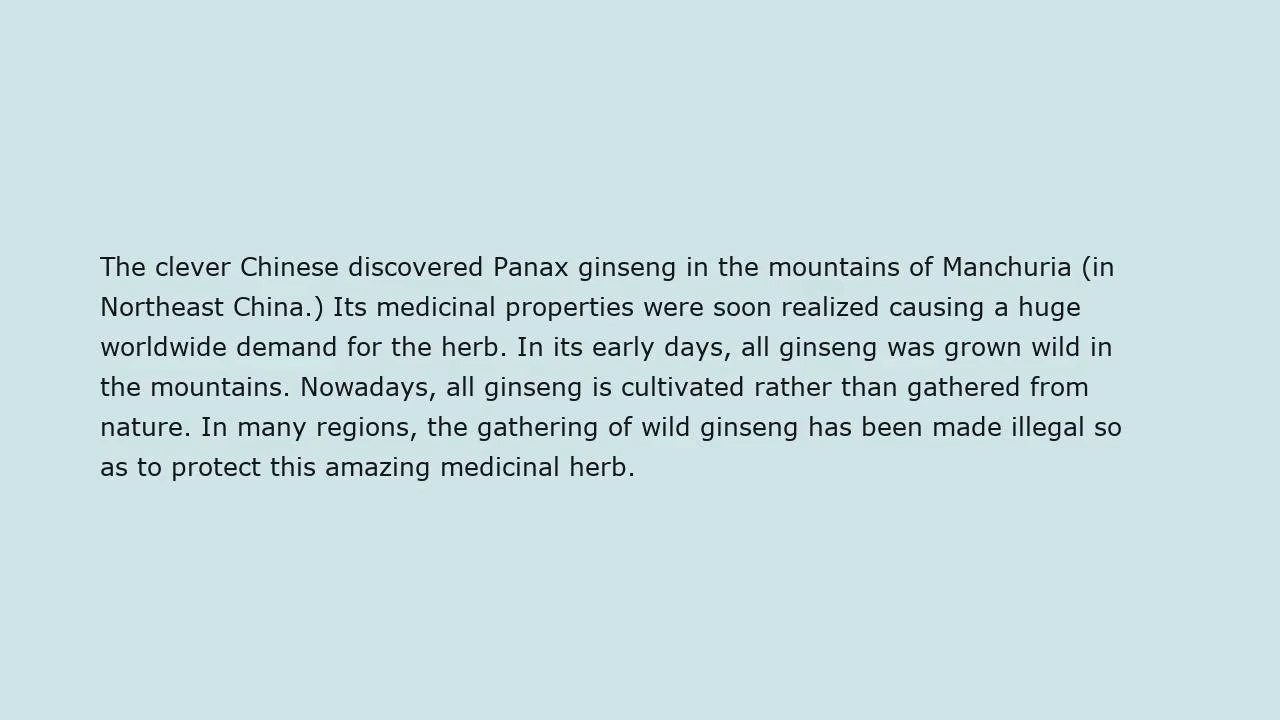 The clever Chinese discovered Panax ginseng in the mountains of Manchuria (in
Northeast China.) Its medicinal properties were soon realized causing a huge
worldwide demand for the herb. In its early days, all ginseng was grown wild in
the mountains. Nowadays, all ginseng is cultivated rather than gathered from
nature. In many regions, the gathering of wild ginseng has been made illegal so
as to protect this amazing medicinal herb.